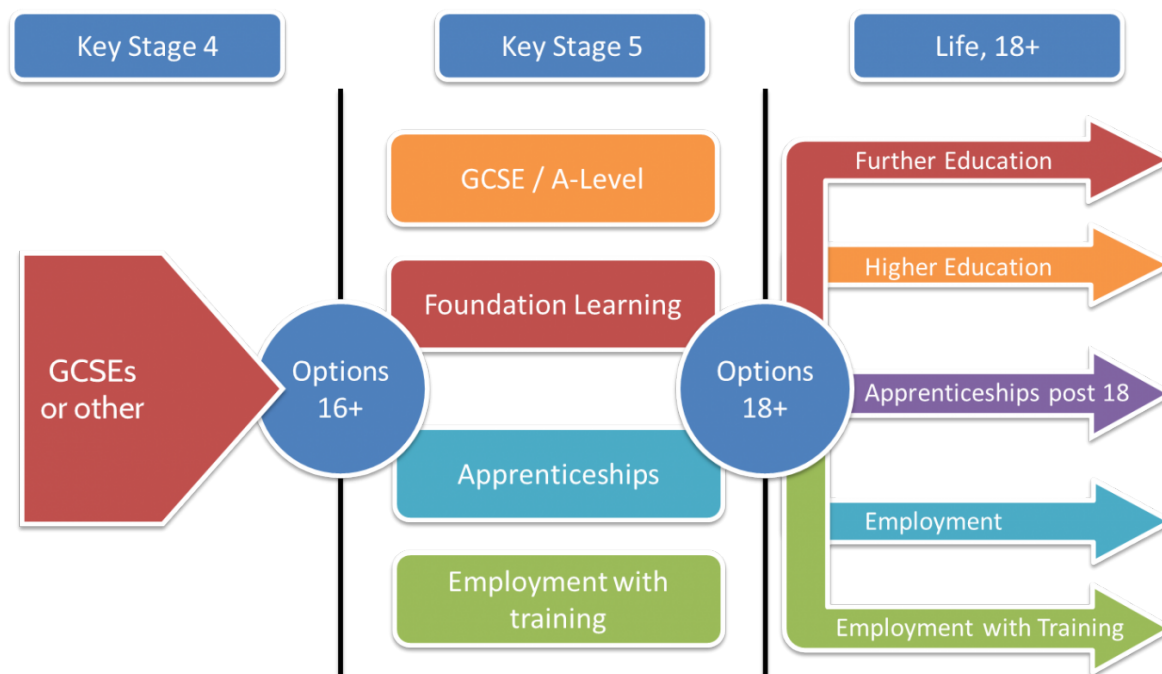 Key Stage 4
Key Stage 5
Life, 18+
GCSEs
or other
Options
16+
GCSE / A-Level
Foundation Learning
Apprenticeships
Employment with
training
Options
18+
Further Education
Higher Education
Apprenticeships post 18
Employment
Employment with Training